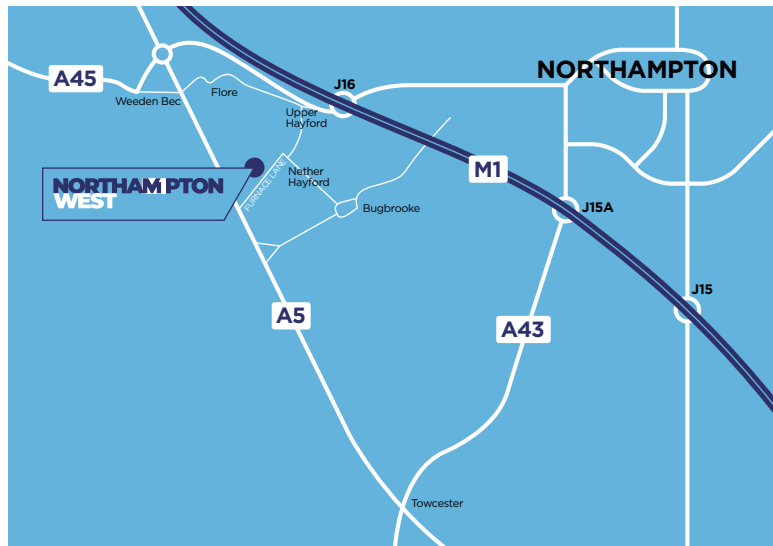 NORTHAMPTON
A45
J16
Flore
Weeden Bec
Upper
Hayford
M1
FURNACE LANE
Nether
Hayford
NORTHAMPTON
WEST
Bugbrooke
J15A
J15
A5
A43
Towcester